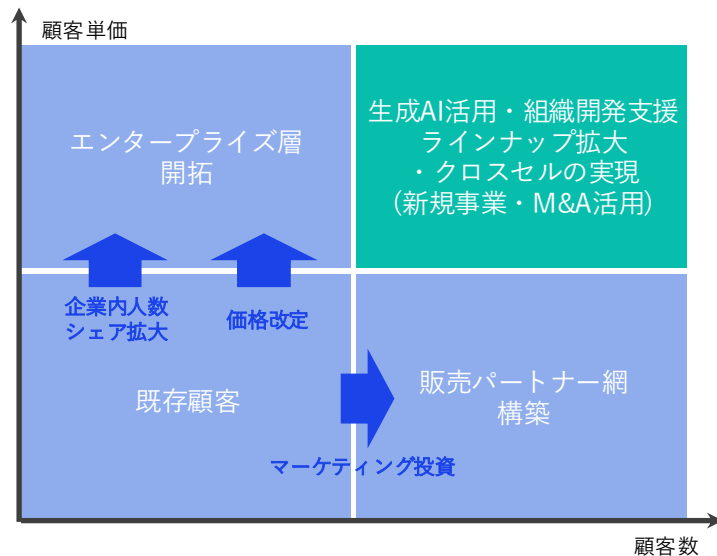 顧客単価
エンタープライズ層
開拓
生成AI活用・組織開発支援
ラインナップ拡大
・クロスセルの実現
(新規事業・M&A活用)
企業内人数
シェア拡大
価格改定
既存顧客
販売パートナー網
構築
マーケティング投資
顧客数